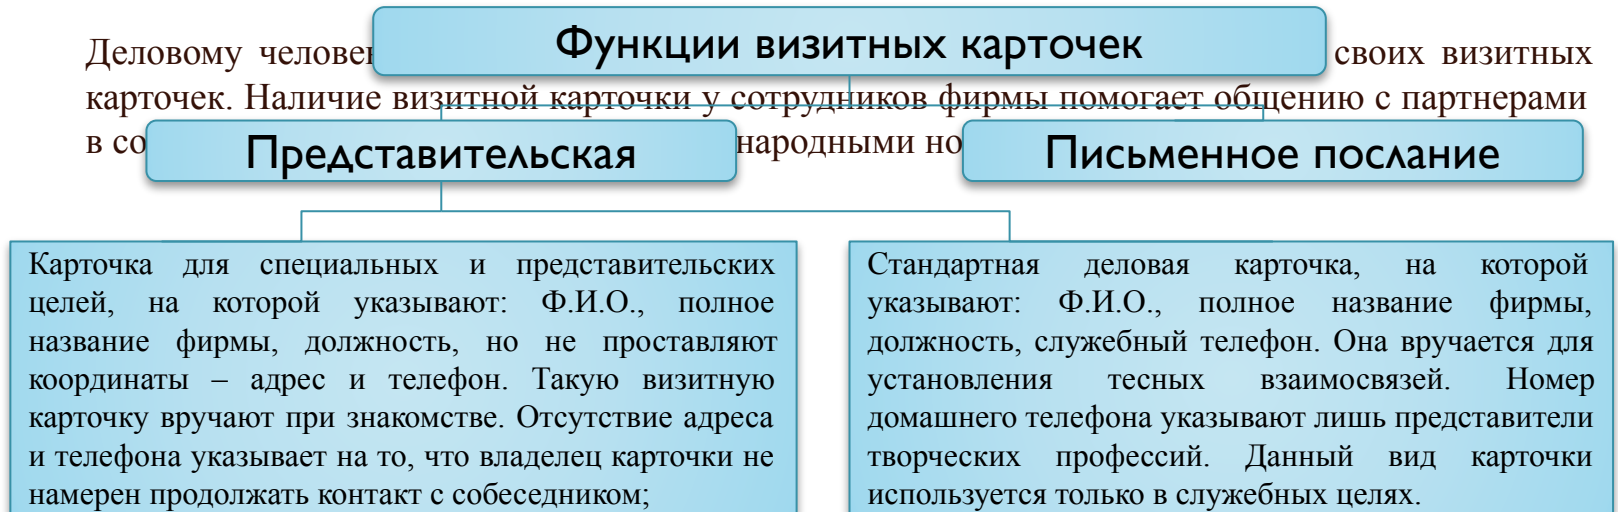 Функции визитных карточек
Деловому своих визитных
карточек. Наличие визитной карточки у сотрудников фирмы помогает общению с партнерами
в
Представительская
Письменное послание
Карточка для специальных и представительских
целей, на которой указывают: Ф.И.О., полное
название фирмы, должность, но не проставляют
координаты – адрес и телефон. Такую визитную
карточку вручают при знакомстве. Отсутствие адреса
и телефона указывает на то, что владелец карточки не
намерен продолжать контакт с собеседником;
Стандартная деловая карточка, на которой
указывают: Ф.И.О., полное название фирмы,
должность, служебный телефон. Она вручается для
установления тесных взаимосвязей. Номер
домашнего телефона указывают лишь представители
творческих профессий. Данный вид карточки
используется только в служебных целях.